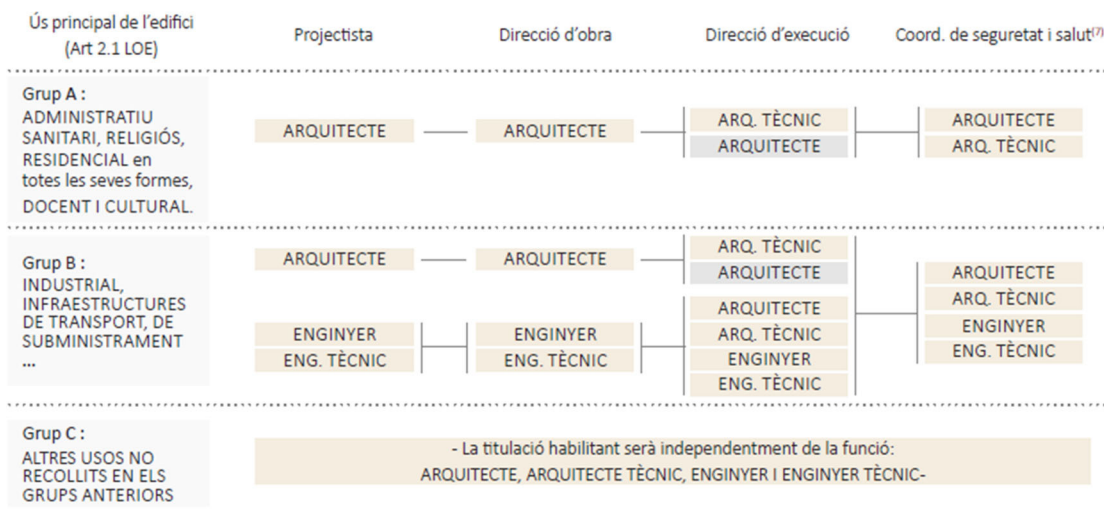 Ús principal de l'edifici
(Art 2.1 LOE)
Projectista
Direcció d'obra
Direcció d'execució
Coord. de seguretat i salut(7)
Grup A :
ADMINISTRATIU
SANITARI, RELIGIÓS,
RESIDENCIAL en
totes les seves formes,
DOCENT I CULTURAL.
ARQUITECTE
ARQUITECTE
ARQ. TÈCNIC
ARQUITECTE
ARQUITECTE
ARQ. TÈCNIC
Grup B :
INDUSTRIAL,
INFRAESTRUCTURES
DE TRANSPORT, DE
SUBMINISTRAMENT
...
ARQUITECTE
ARQUITECTE
ARQ. TÈCNIC
ARQUITECTE
ENGINYER
ENG. TÈCNIC
ENGINYER
ENG. TÈCNIC
ARQUITECTE
ARQ. TÈCNIC
ENGINYER
ENG. TÈCNIC
ARQUITECTE
ARQ. TÈCNIC
ENGINYER
ENG. TÈCNIC
Grup C :
ALTRES USOS NO
RECOLLITS EN ELS
GRUPS ANTERIORS
- La titulació habilitant serà independentment de la funció:
ARQUITECTE, ARQUITECTE TÈCNIC, ENGINYER I ENGINYER TÈCNIC-